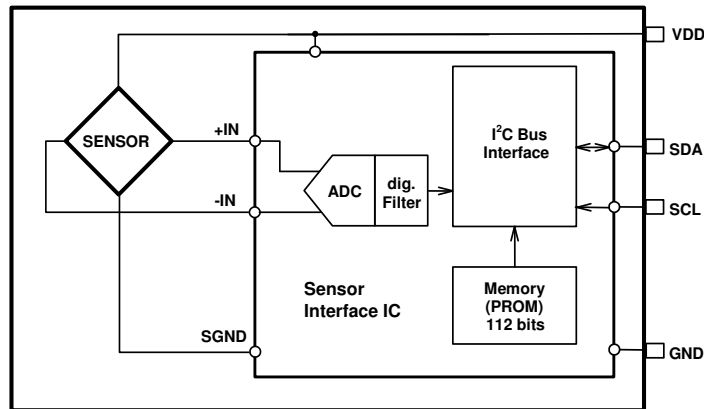 VDD
SENSOR
+IN
-IN
SGND
ADC
dig.
Filter
I²C Bus
Interface
Memory
(PROM)
112 bits
Sensor
Interface IC
SDA
SCL
GND